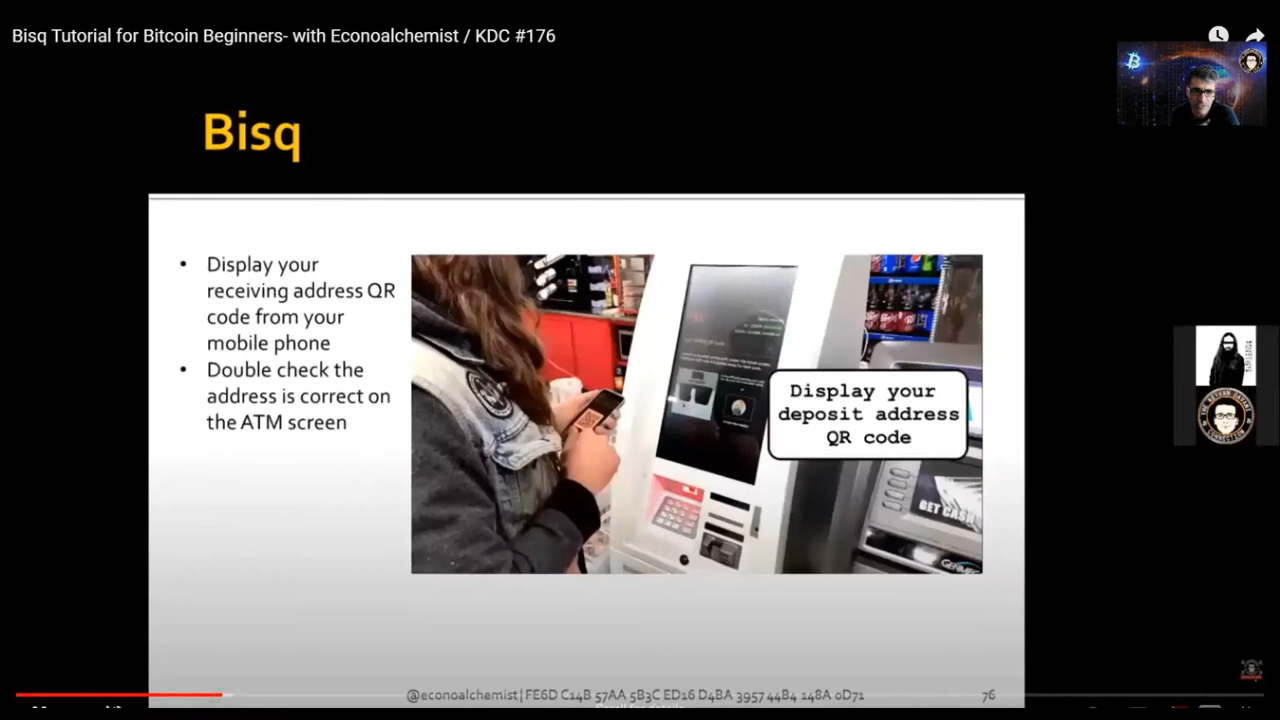 Bisq Tutorial for Bitcoin Beginners- with Econoalchemist / KDC #176
Bisq
• Display your
receiving address QR
code from your
mobile phone
• Double check the
address is correct on
the ATM screen
Display your
deposit address
QR code
GET CASH
@econoalchemist| FE6D C14B 57AA 5B3C ED16 D4BA 3957 44B4 148A 0D71
76